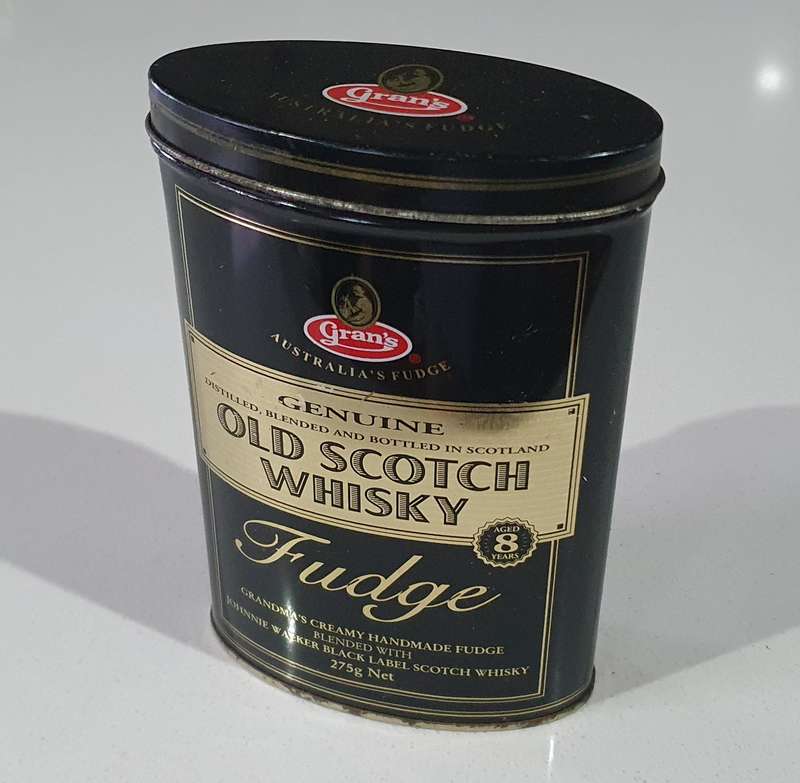 Gran's
AUSTRALIA'S FUDGE
Gran's
AUSTRALIA'S FUDGE
GENUINE
DISTILLED, BLENDED AND BOTTLED IN SCOTLAND
OLD SCOTCH
WHISKY
AGED
8
YEARS
Fudge
GRANDMA'S CREAMY HANDMADE FUDGE
BLENDED WITH
JOHNNIE WALKER BLACK LABEL SCOTCH WHISKY
275g Net